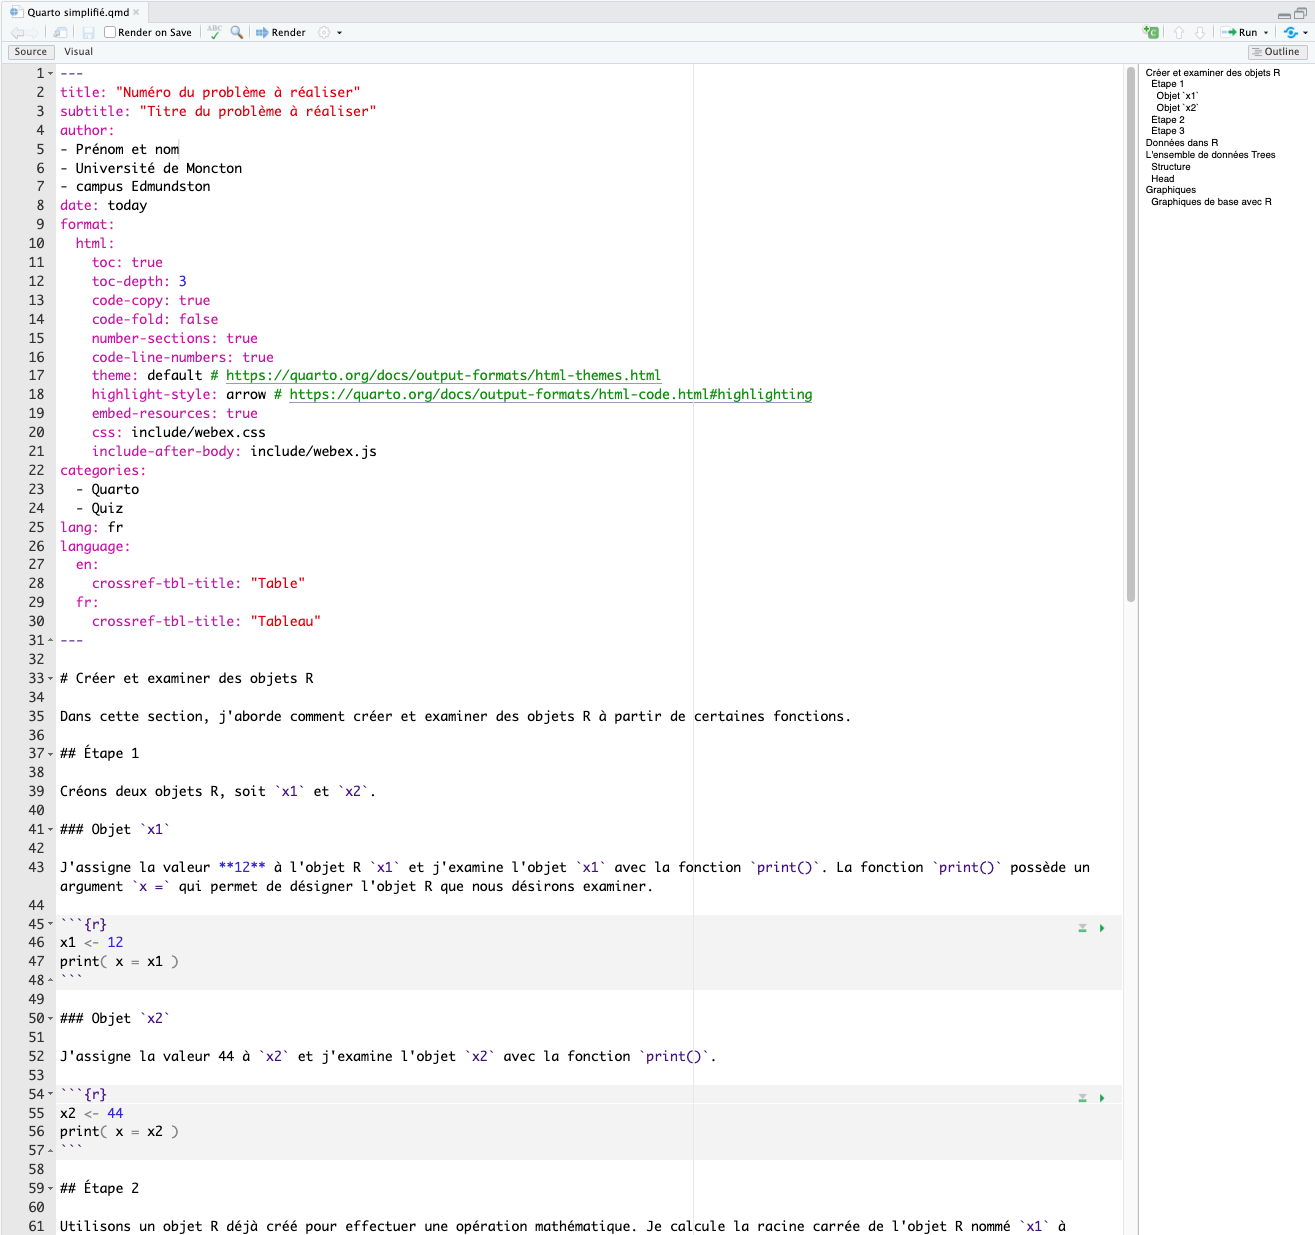 Quarto simplifié.qmd
Render on Save
ABC
Render
Run
Source
Visual
Outline
1 ---
2 title: "Numéro du problème à réaliser"
3 subtitle: "Titre du problème à réaliser"
4 author:
5 - Prénom et nom
6 - Université de Moncton
7 - campus Edmundston
8 date: today
9 format:
10 html:
11 toc: true
12 toc-depth: 3
13 code-copy: true
14 code-fold: false
15 number-sections: true
16 code-line-numbers: true
17 theme: default # https://quarto.org/docs/output-formats/html-themes.html
18 highlight-style: arrow # https://quarto.org/docs/output-formats/html-code.html#highlighting
19 embed-resources: true
20 css: include/webex.css
21 include-after-body: include/webex.js
22 categories:
23 - Quarto
24 - Quiz
25 lang: fr
26 language:
27 en:
28 crossref-tbl-title: "Table"
29 fr:
30 crossref-tbl-title: "Tableau"
31 ---
32
33 # Créer et examiner des objets R
34
35 Dans cette section, j'aborde comment créer et examiner des objets R à partir de certaines fonctions.
36
37 ## Étape 1
38
39 Créons deux objets R, soit `x1` et `x2`.
40
41 ### Objet `x1`
42
43 J'assigne la valeur **12** à l'objet R `x1` et j'examine l'objet `x1` avec la fonction `print()`. La fonction `print()` possède un
argument `x =` qui permet de désigner l'objet R que nous désirons examiner.
44
45 ```{r}
46 x1 <- 12
47 print( x = x1 )
48 ```
49
50 ### Objet `x2`
51
52 J'assigne la valeur 44 à `x2` et j'examine l'objet `x2` avec la fonction `print()`.
53
54 ```{r}
55 x2 <- 44
56 print( x = x2 )
57 ```
58
59 ## Étape 2
60
61 Utilisons un objet R déjà créé pour effectuer une opération mathématique. Je calcule la racine carrée de l'objet R nommé `x1` à
Créer et examiner des objets R
Étape 1
Objet `x1`
Objet `x2`
Étape 2
Étape 3
Données dans R
L'ensemble de données Trees
Structure
Head
Graphiques
Graphiques de base avec R